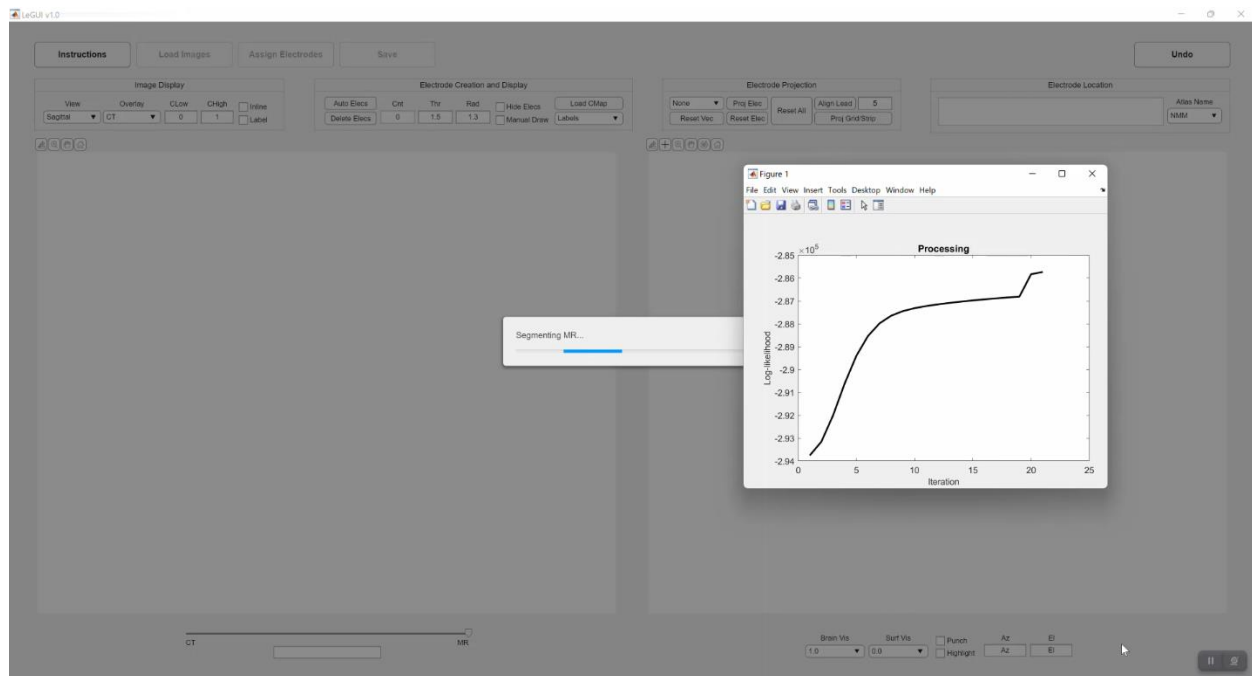 LeGUI v1.0
Instructions Load Images Assign Electrodes Save Undo
Image Display Electrode Creation and Display Electrode Projection Electrode Location
View Overlay CLow CHigh Inline
Sagittal CT 0 1 Label
Auto Elecs Cnt Thr Rad Hide Elecs Load CMap
Delete Elecs 0 1.5 1.3 Manual Draw Labels
None Proj Elec Reset All Align Lead 5
Reset Vec Reset Elec Proj Grid/Strip
Atlas Name
NMM
Figure 1
File Edit View Insert Tools Desktop Window Help
Processing
×10^5
-2.85
-2.86
-2.87
-2.88
-2.89
-2.9
-2.91
-2.92
-2.93
-2.94
Log-likelihood
0 5 10 15 20 25
Iteration
Segmenting MR...
CT MR
Brain Vis Surf Vis Punch Az El
1.0 0.0 Highlight Az El